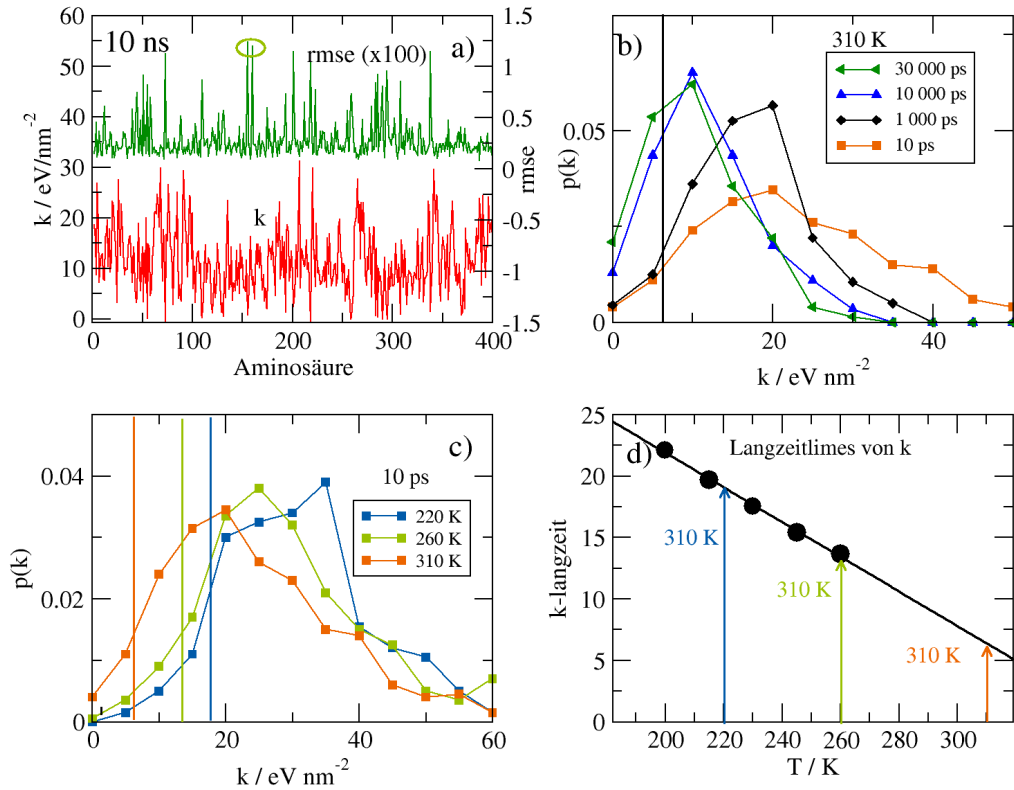 10 ns
a)
rmse (x100)
k
60
50
40
30
20
10
0
k / eV/nm-2
1.5
1
0.5
0
-0.5
-1
-1.5
rmse
0 100 200 300 400
Aminosäure
b)
310 K
30 000 ps
10 000 ps
1 000 ps
10 ps
0.05
0
p(k)
0 20 40
k / eV nm-2
c)
10 ps
220 K
260 K
310 K
0.04
0.02
0
p(k)
0 20 40 60
k / eV nm-2
d)
Langzeitlimes von k
25
20
15
10
5
0
k-langzeit
310 K
310 K
310 K
200 220 240 260 280 300
T / K